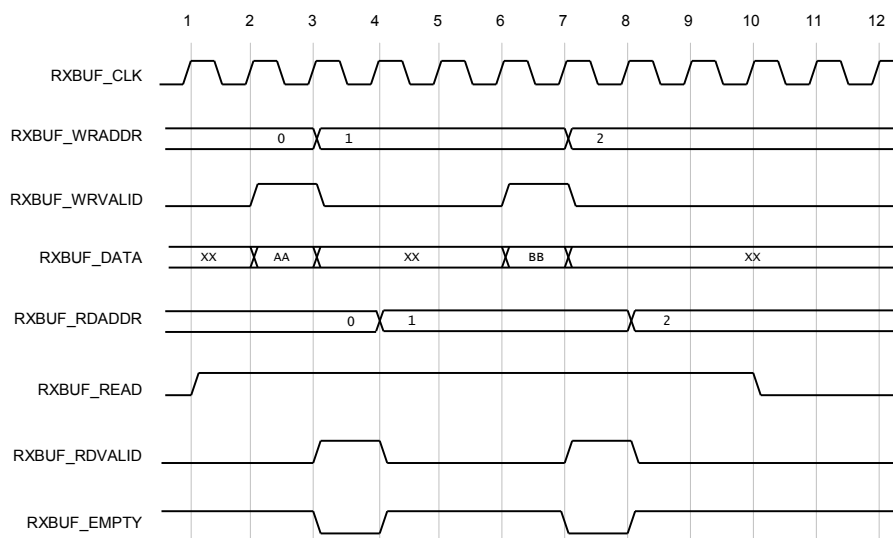 1 2 3 4 5 6 7 8 9 10 11 12
RXBUF_CLK
RXBUF_WRADDR 0 1 2
RXBUF_WRVALID
RXBUF_DATA XX AA XX BB XX
RXBUF_RDADDR 0 1 2
RXBUF_READ
RXBUF_RDVALID
RXBUF_EMPTY